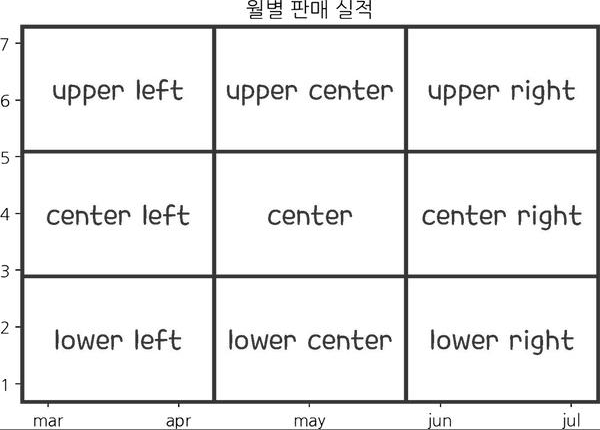 월별 판매 실적
7
upper left upper center upper right
6
5
center left center center right
4
3
lower left lower center lower right
2
1
mar apr may jun jul